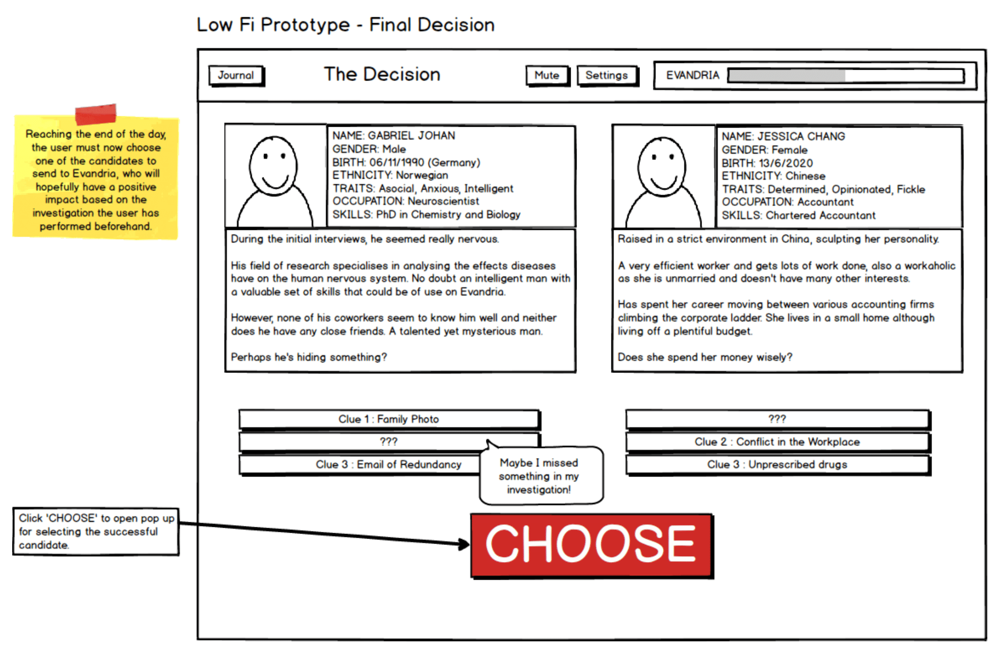 Low Fi Prototype - Final Decision
Journal
The Decision
Mute
Settings
EVANDRIA
Reaching the end of the day,
the user must now choose
one of the candidates to
send to Evandria, who will
hopefully have a positive
impact based on the
investigation the user has
performed beforehand.
NAME: GABRIEL JOHAN
GENDER: Male
BIRTH: 06/11/1990 (Germany)
ETHNICITY: Norwegian
TRAITS: Asocial, Anxious, Intelligent
OCCUPATION: Neuroscientist
SKILLS: PhD in Chemistry and Biology
During the initial interviews, he seemed really nervous.
His field of research specialises in analysing the effects diseases
have on the human nervous system. No doubt an intelligent man with
a valuable set of skills that could be of use on Evandria.
However, none of his coworkers seem to know him well and neither
does he have any close friends. A talented yet mysterious man.
Perhaps he's hiding something?
NAME: JESSICA CHANG
GENDER: Female
BIRTH: 13/6/2020
ETHNICITY: Chinese
TRAITS: Determined, Opinionated, Fickle
OCCUPATION: Accountant
SKILLS: Chartered Accountant
Raised in a strict environment in China, sculpting her personality.
A very efficient worker and gets lots of work done, also a workaholic
as she is unmarried and doesn't have many other interests.
Has spent her career moving between various accounting firms
climbing the corporate ladder. She lives in a small home although
living off a plentiful budget.
Does she spend her money wisely?
Clue 1 : Family Photo
???
Clue 3 : Email of Redundancy
Maybe I missed
something in my
investigation!
???
Clue 2 : Conflict in the Workplace
Clue 3 : Unprescribed drugs
Click 'CHOOSE' to open pop up
for selecting the successful
candidate.
CHOOSE